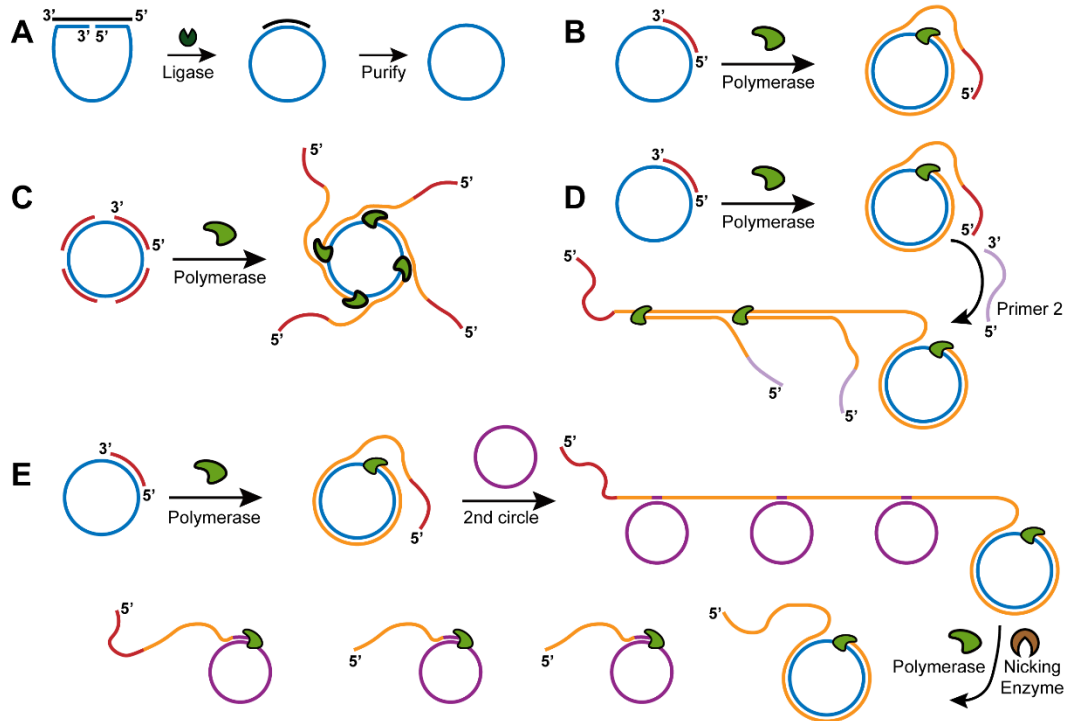 A
3’ 5’
3’ 5’
Ligase
Purify
B
3’
5’
Polymerase
5’
C
3’
5’
Polymerase
5’
5’
5’
5’
D
3’
5’
Polymerase
5’
3’
Primer 2
5’
5’
5’
5’
E
3’
5’
Polymerase
5’
2nd circle
5’
5’
5’
5’
5’
Polymerase
Nicking
Enzyme